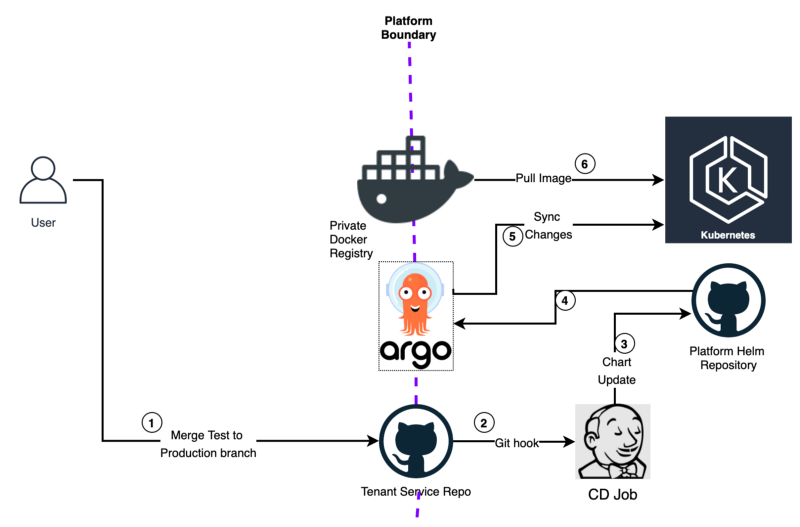 Platform
Boundary
6
Pull Image
K
Kubernetes
User
Private
Docker
Registry
Sync
Changes
5
argo
4
Platform Helm
Repository
3
Chart
Update
1
Merge Test to
Production branch
2
Git hook
Tenant Service Repo
CD Job